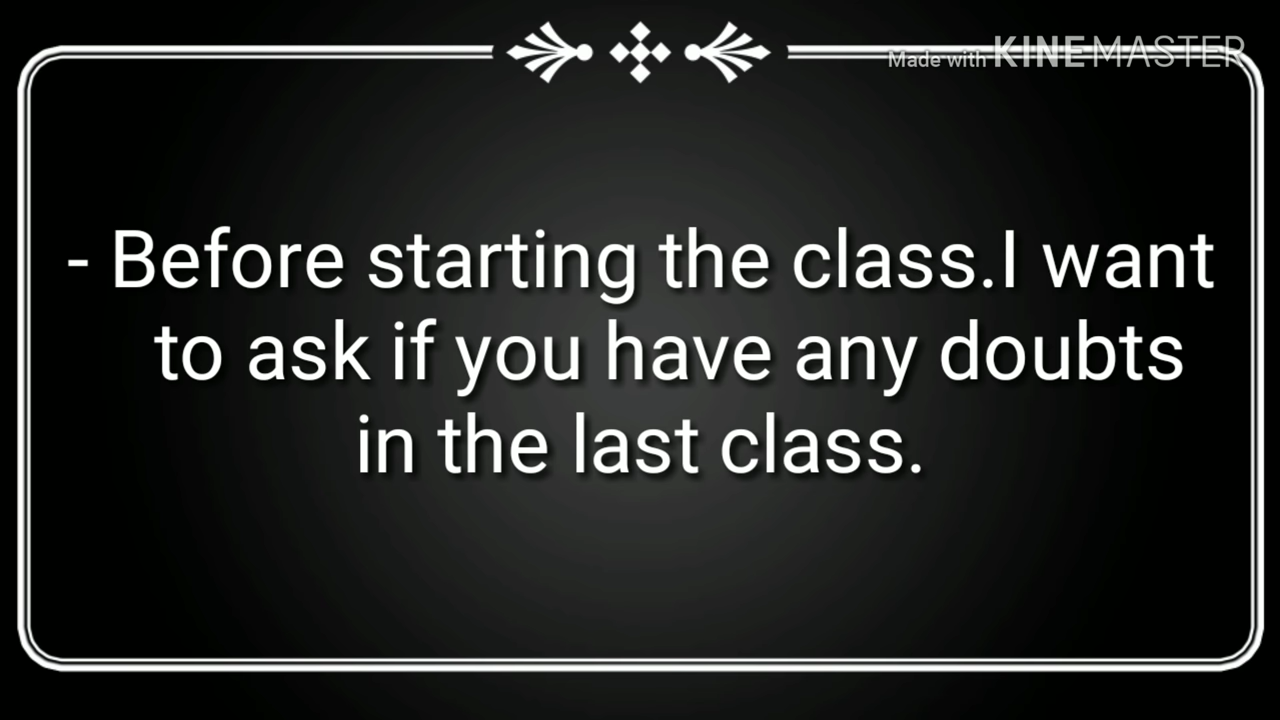 Made with KINEMASTER
- Before starting the class.I want
to ask if you have any doubts
in the last class.